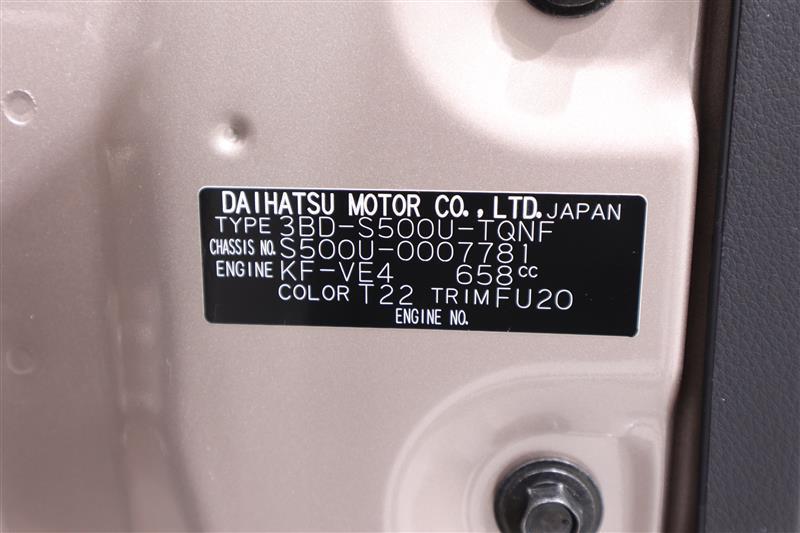 DAIHATSU MOTOR CO.,LTD. JAPAN
TYPE 3BD-S500U-TQNF
CHASSIS NO. S500U-0007781
ENGINE KF-VE4 658cc
COLOR T22 TRIM FU20
ENGINE NO.